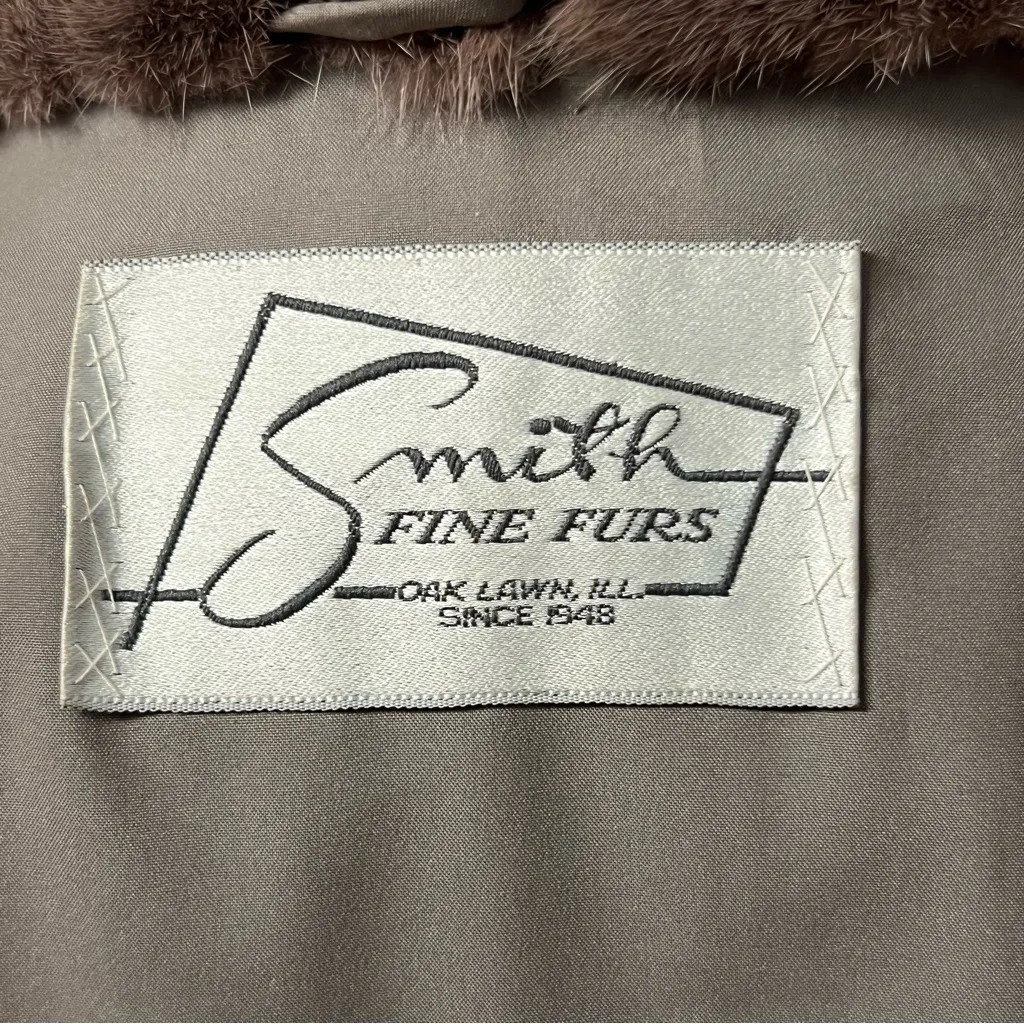 Smith
FINE FURS
OAK LAWN, ILL.
SINCE 1948